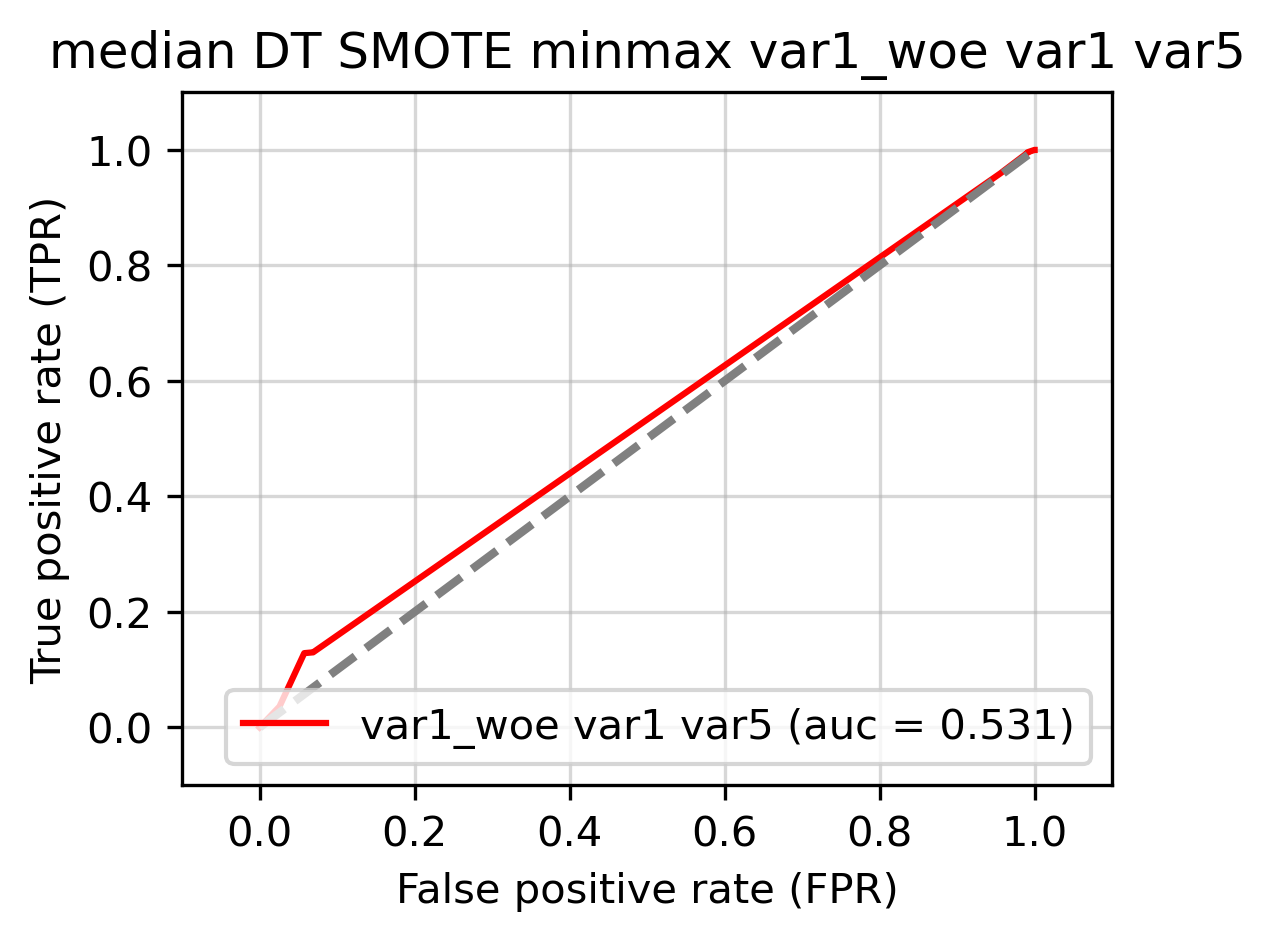 median DT SMOTE minmax var1_woe var1 var5
True positive rate (TPR)
1.0
0.8
0.6
0.4
0.2
0.0
var1_woe var1 var5 (auc = 0.531)
0.0 0.2 0.4 0.6 0.8 1.0
False positive rate (FPR)